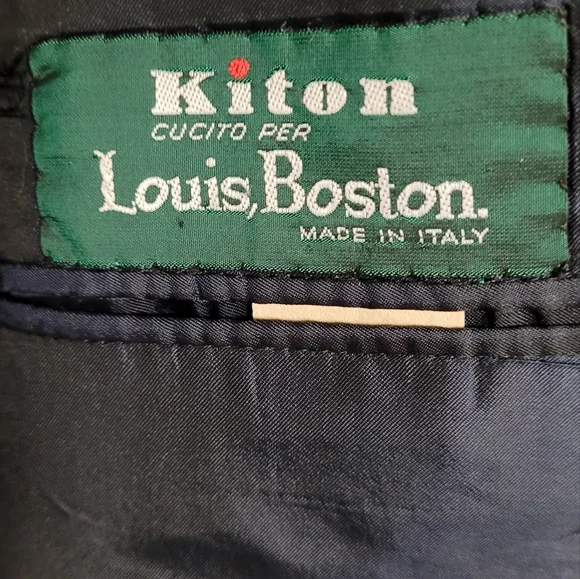 Kiton
CUCITO PER
Louis, Boston.
MADE IN ITALY